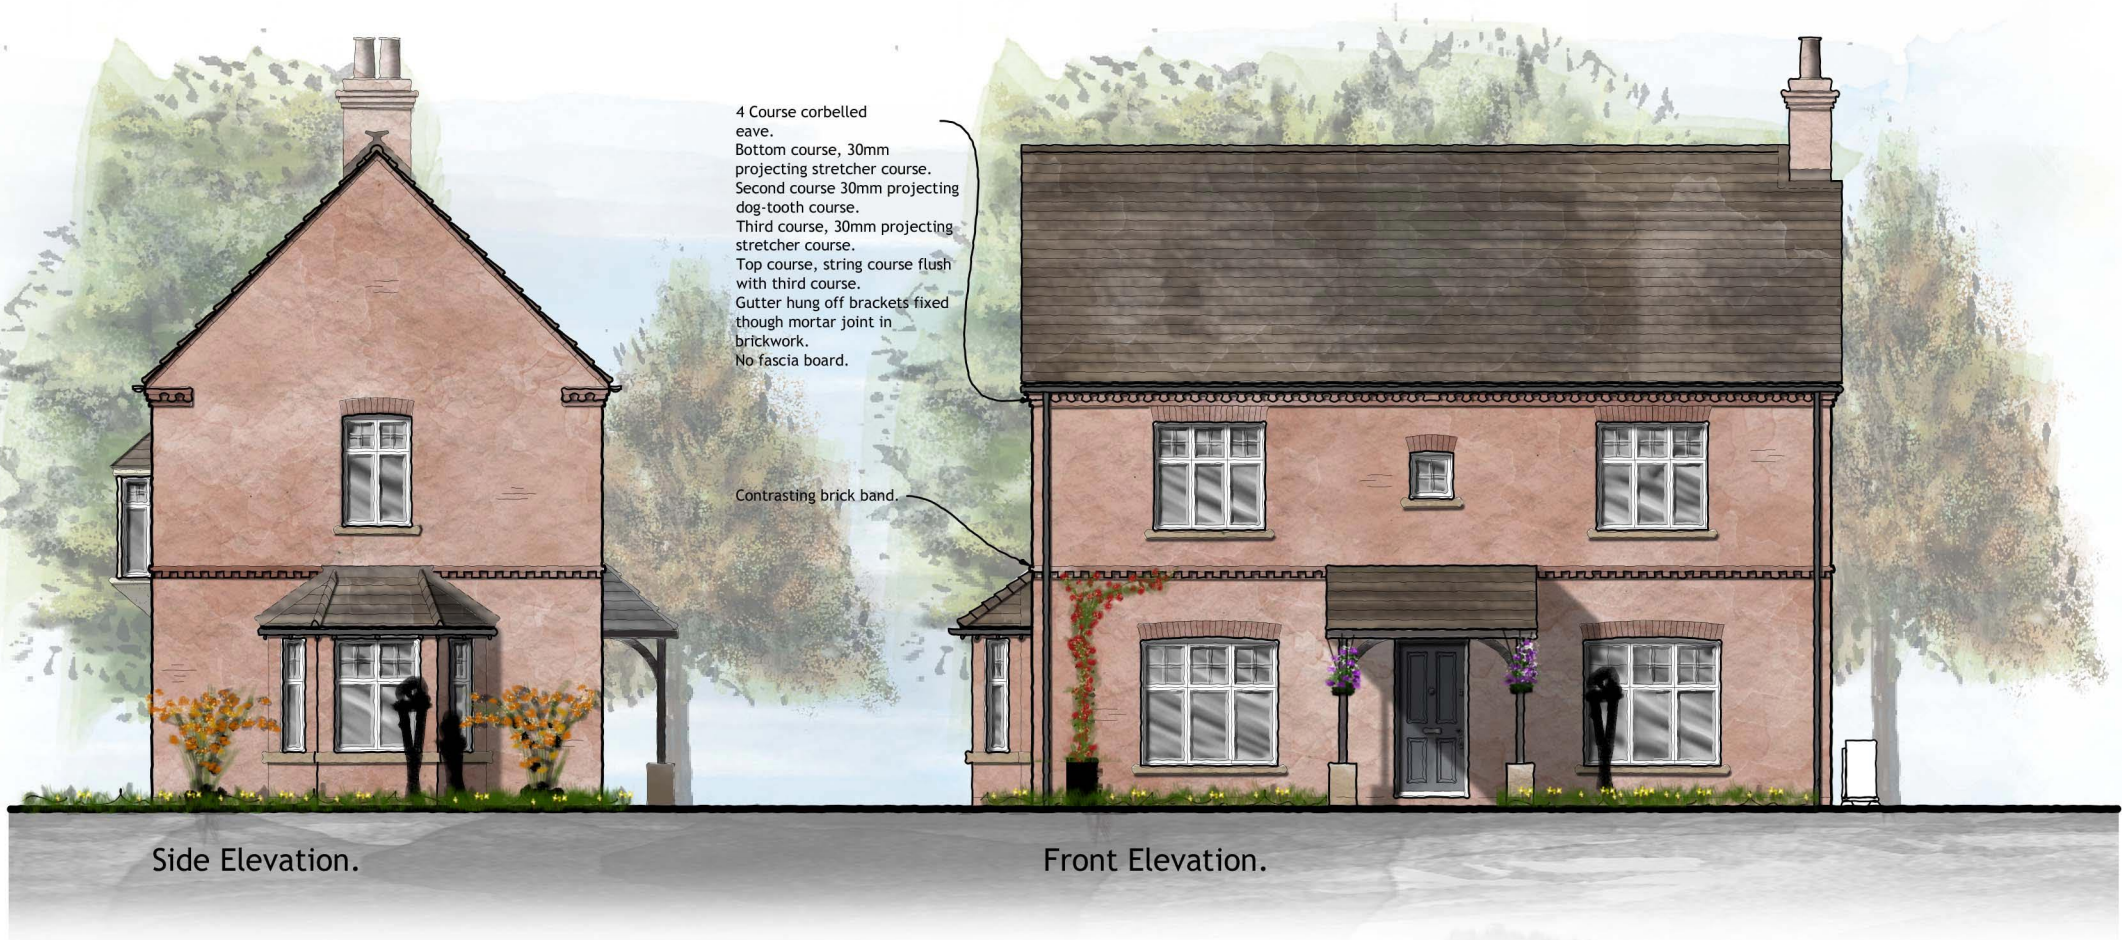 4 Course corbelled
eave.
Bottom course, 30mm
projecting stretcher course.
Second course 30mm projecting
dog-tooth course.
Third course, 30mm projecting
stretcher course.
Top course, string course flush
with third course.
Gutter hung off brackets fixed
though mortar joint in
brickwork.
No fascia board.
Contrasting brick band.
Side Elevation.
Front Elevation.